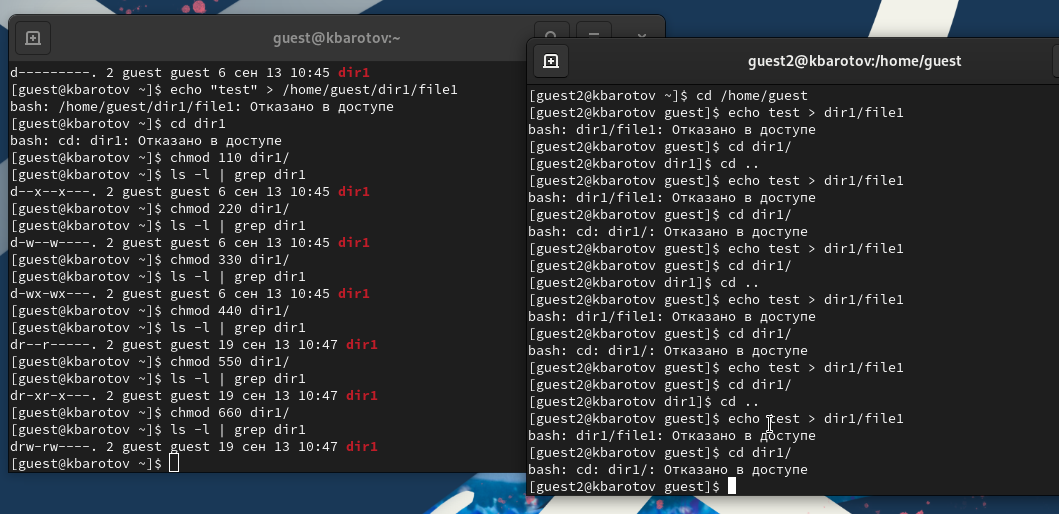 guest@kbarotov:~
d---------. 2 guest guest 6 сен 13 10:45 dir1
[guest@kbarotov ~]$ echo "test" > /home/guest/dir1/file1
bash: /home/guest/dir1/file1: Отказано в доступе
[guest@kbarotov ~]$ cd dir1
bash: cd: dir1: Отказано в доступе
[guest@kbarotov ~]$ chmod 110 dir1/
[guest@kbarotov ~]$ ls -l | grep dir1
d--x--x---. 2 guest guest 6 сен 13 10:45 dir1
[guest@kbarotov ~]$ chmod 220 dir1/
[guest@kbarotov ~]$ ls -l | grep dir1
d-w--w----. 2 guest guest 6 сен 13 10:45 dir1
[guest@kbarotov ~]$ chmod 330 dir1/
[guest@kbarotov ~]$ ls -l | grep dir1
d-wx-wx---. 2 guest guest 6 сен 13 10:45 dir1
[guest@kbarotov ~]$ chmod 440 dir1/
[guest@kbarotov ~]$ ls -l | grep dir1
dr--r-----. 2 guest guest 19 сен 13 10:47 dir1
[guest@kbarotov ~]$ chmod 550 dir1/
[guest@kbarotov ~]$ ls -l | grep dir1
dr-xr-x---. 2 guest guest 19 сен 13 10:47 dir1
[guest@kbarotov ~]$ chmod 660 dir1/
[guest@kbarotov ~]$ ls -l | grep dir1
drw-rw----. 2 guest guest 19 сен 13 10:47 dir1
[guest@kbarotov ~]$
guest2@kbarotov:/home/guest
[guest2@kbarotov ~]$ cd /home/guest
[guest2@kbarotov guest]$ echo test > dir1/file1
bash: dir1/file1: Отказано в доступе
[guest2@kbarotov guest]$ cd dir1/
[guest2@kbarotov dir1]$ cd ..
[guest2@kbarotov guest]$ echo test > dir1/file1
bash: dir1/file1: Отказано в доступе
[guest2@kbarotov guest]$ cd dir1/
bash: cd: dir1/: Отказано в доступе
[guest2@kbarotov guest]$ echo test > dir1/file1
[guest2@kbarotov guest]$ cd dir1/
[guest2@kbarotov dir1]$ cd ..
[guest2@kbarotov guest]$ echo test > dir1/file1
bash: dir1/file1: Отказано в доступе
[guest2@kbarotov guest]$ cd dir1/
bash: cd: dir1/: Отказано в доступе
[guest2@kbarotov guest]$ echo test > dir1/file1
[guest2@kbarotov guest]$ cd dir1/
[guest2@kbarotov dir1]$ cd ..
[guest2@kbarotov guest]$ echo test > dir1/file1
bash: dir1/file1: Отказано в доступе
[guest2@kbarotov guest]$ cd dir1/
bash: cd: dir1/: Отказано в доступе
[guest2@kbarotov guest]$